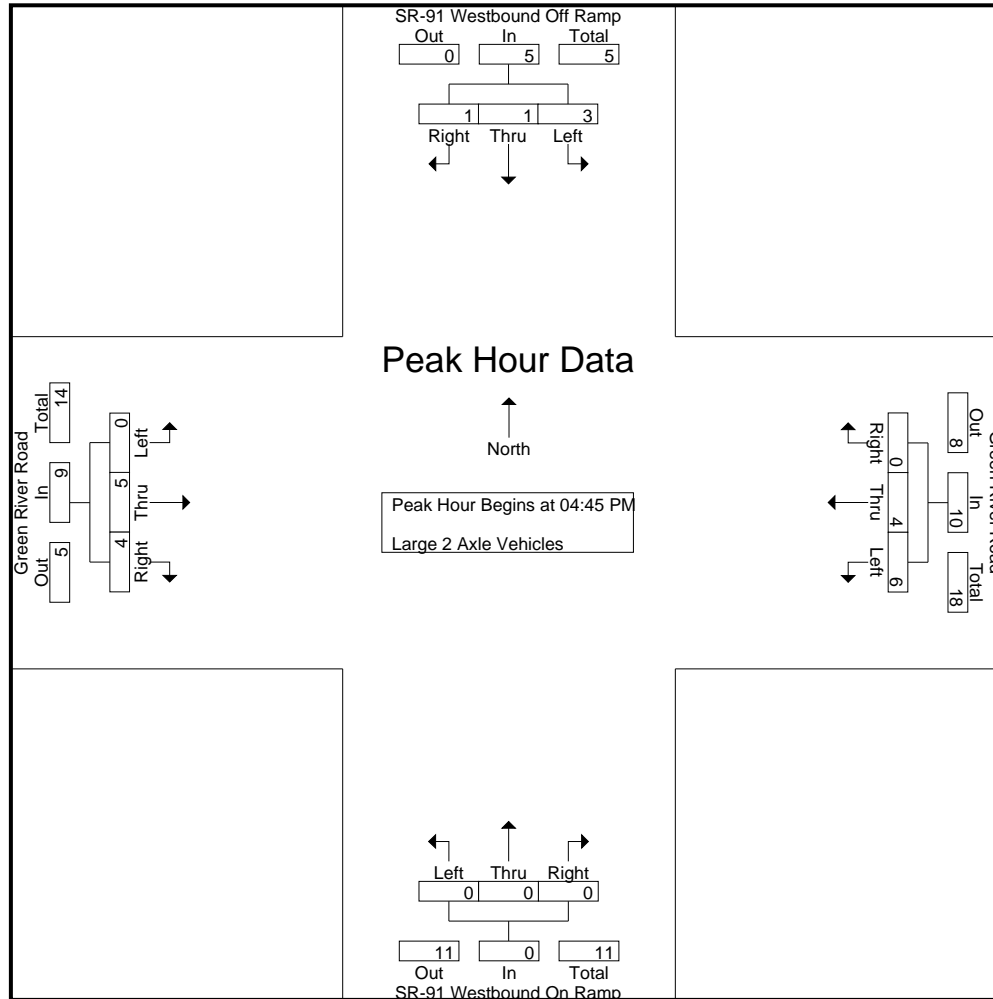 SR-91 Westbound Off Ramp
Out In Total
0 5 5
1 1 3
Right Thru Left
Peak Hour Data
North
Peak Hour Begins at 04:45 PM
Large 2 Axle Vehicles
Green River Road
Out In Total
5 9 14
Left Thru Right
0 5 4
Green River Road
Out In Total
8 10 18
Right Thru Left
0 4 6
Left Thru Right
0 0 0
11 0 11
Out In Total
SR-91 Westbound On Ramp